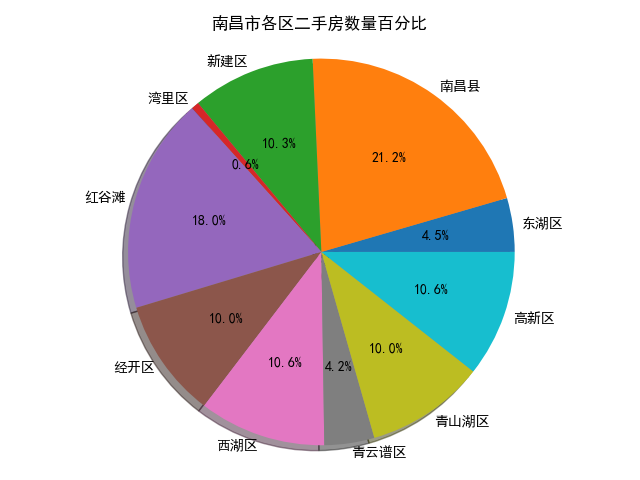 南昌市各区二手房数量百分比
新建区
南昌县
湾里区
10.3%
21.2%
0.6%
红谷滩
18.0%
东湖区
4.5%
10.6%
高新区
10.0%
10.0%
经开区
10.6%
4.2%
青山湖区
西湖区
青云谱区